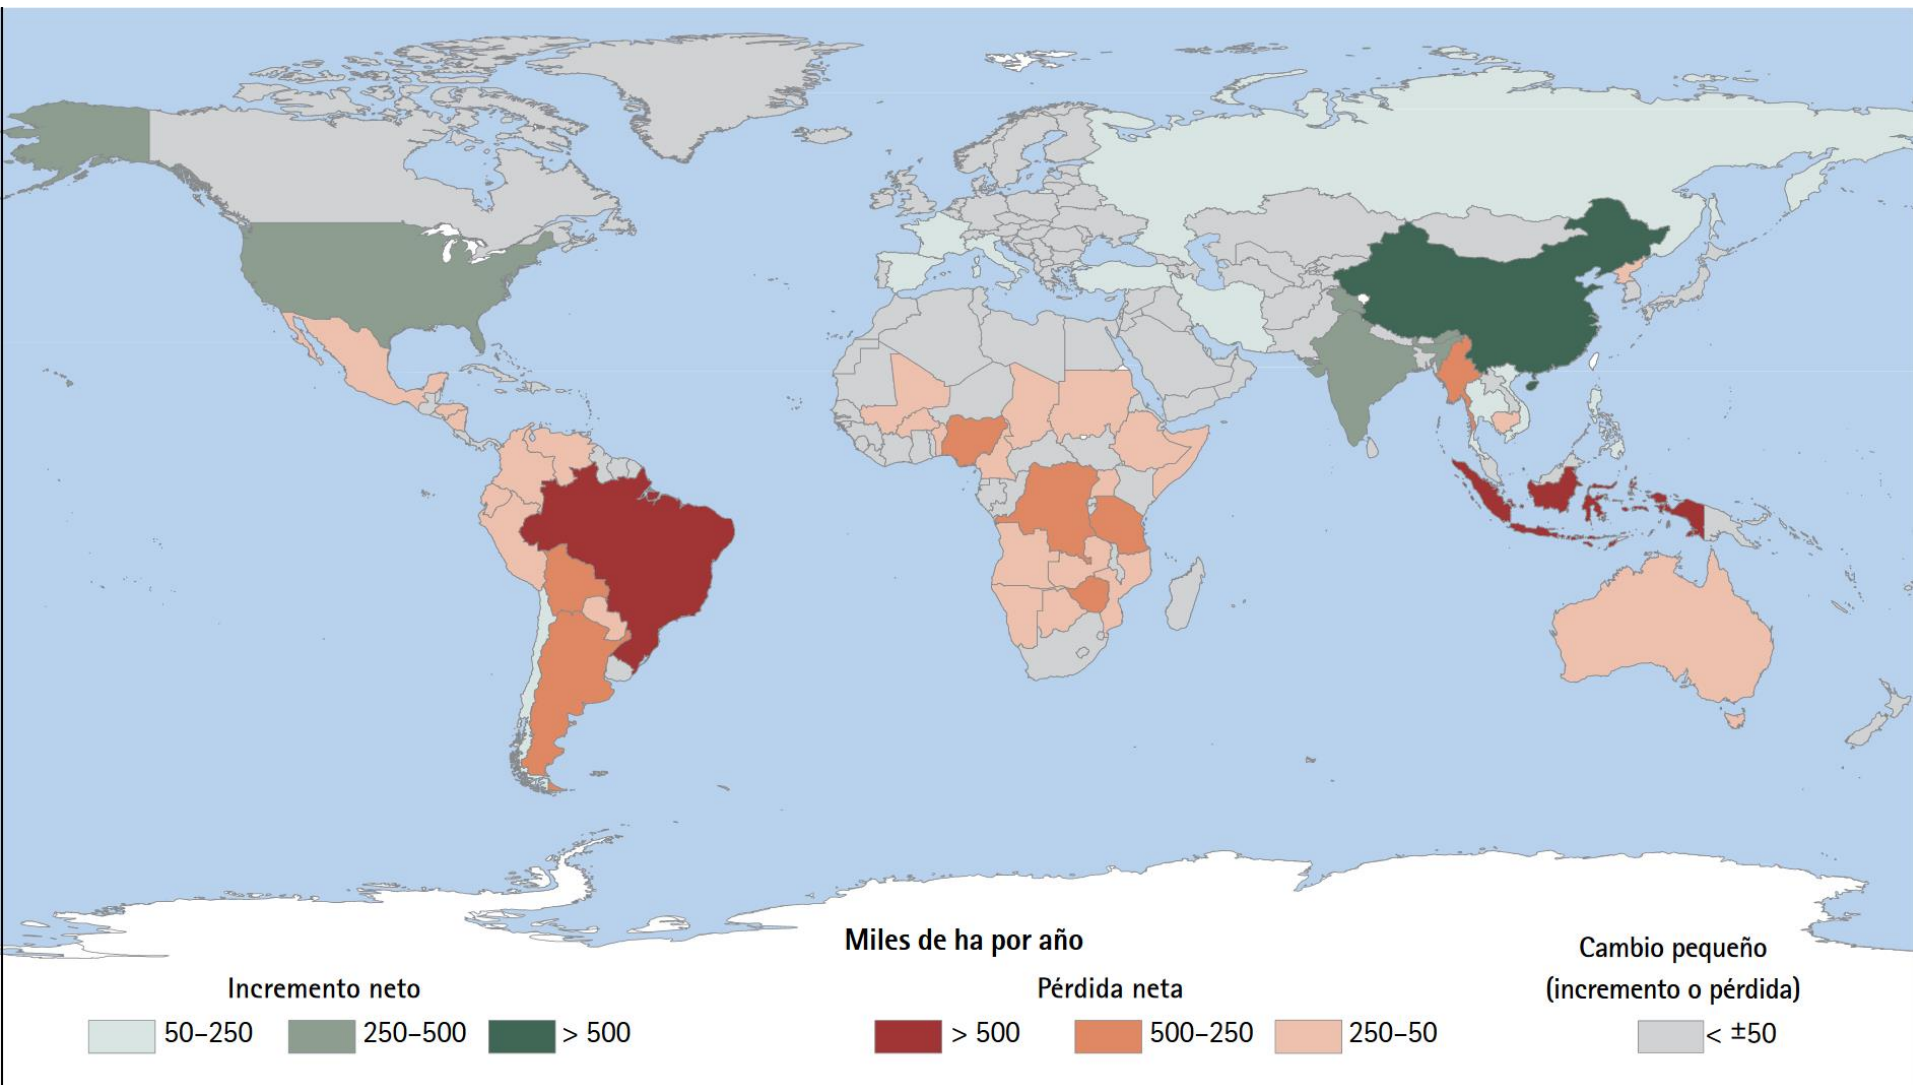 Miles de ha por año
Cambio pequeño
(incremento o pérdida)
Incremento neto
Pérdida neta
50–250
250–500
> 500
> 500
500–250
250–50
< ±50